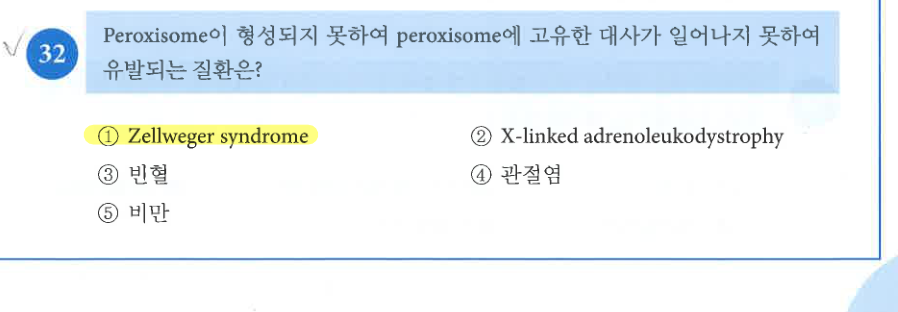 32
Peroxisome이 형성되지 못하여 peroxisome에 고유한 대사가 일어나지 못하여
유발되는 질환은?
① Zellweger syndrome
② X-linked adrenoleukodystrophy
③ 빈혈
④ 관절염
⑤ 비만